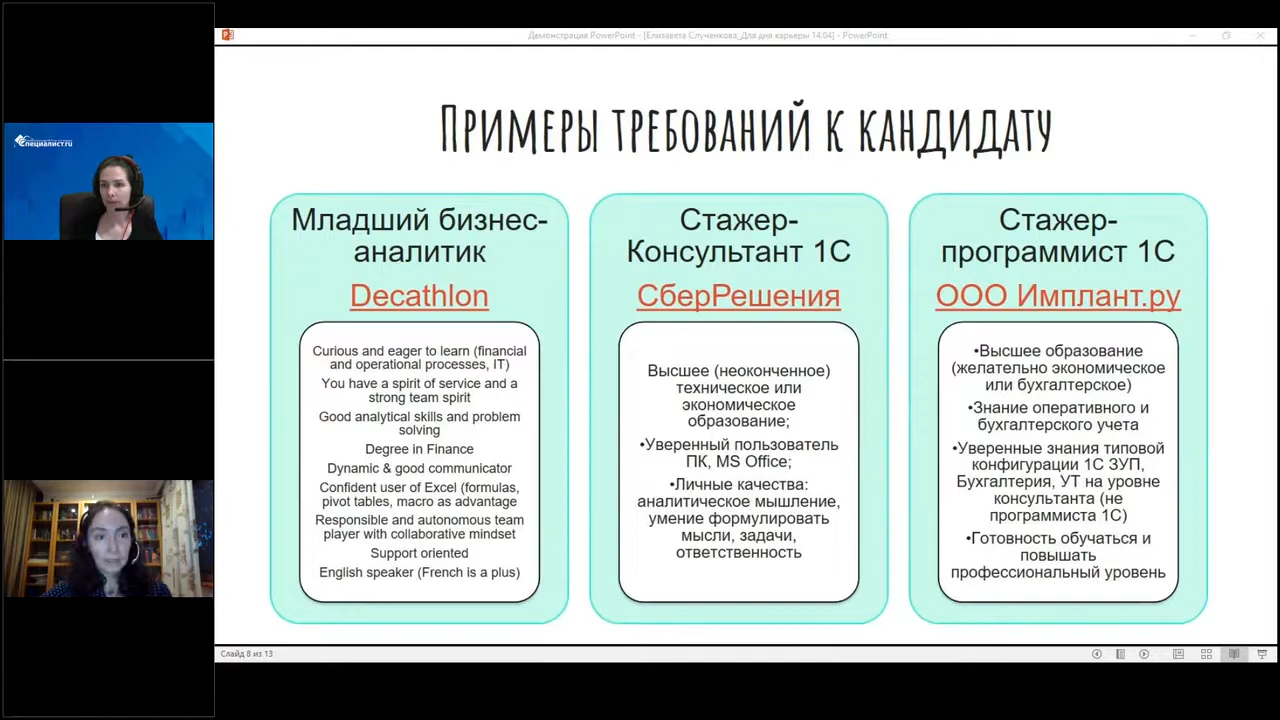 Демонстрация PowerPoint - [Елизавета Слученкова_Для дня карьеры 14.04] - PowerPoint
Специалист.ru
Примеры требований к кандидату
Младший бизнес-
аналитик
Decathlon
Curious and eager to learn (financial
and operational processes, IT)
You have a spirit of service and a
strong team spirit
Good analytical skills and problem
solving
Degree in Finance
Dynamic & good communicator
Confident user of Excel (formulas,
pivot tables, macro as advantage
Responsible and autonomous team
player with collaborative mindset
Support oriented
English speaker (French is a plus)
Стажер-
Консультант 1С
СберРешения
Высшее (неоконченное)
техническое или
экономическое
образование;
•Уверенный пользователь
ПК, MS Office;
•Личные качества:
аналитическое мышление,
умение формулировать
мысли, задачи,
ответственность
Стажер-
программист 1С
ООО Имплант.ру
•Высшее образование
(желательно экономическое
или бухгалтерское)
•Знание оперативного и
бухгалтерского учета
•Уверенные знания типовой
конфигурации 1С ЗУП,
Бухгалтерия, УТ на уровне
консультанта (не
программиста 1С)
•Готовность обучаться и
повышать
профессиональный уровень
Слайд 8 из 13